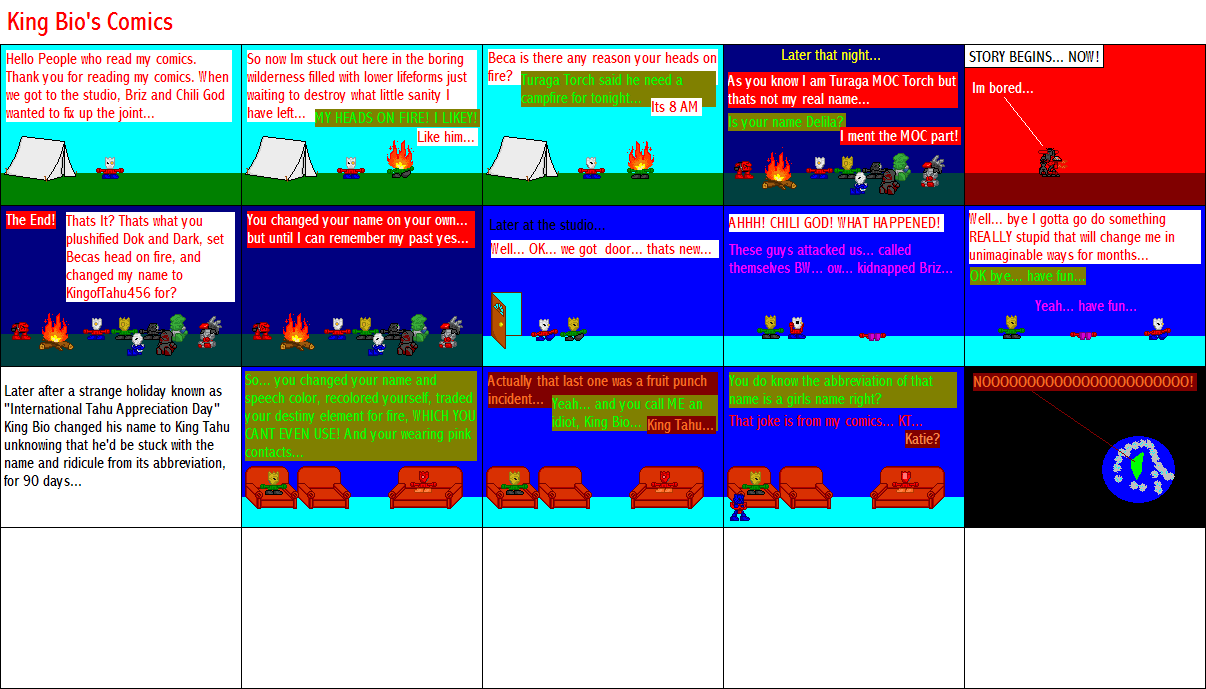 King Bio's Comics
Hello People who read my comics.
Thank you for reading my comics. When
we got to the studio, Briz and Chili God
wanted to fix up the joint...
So now Im stuck out here in the boring
wilderness filled with lower lifeforms just
waiting to destroy what little sanity I
have left...
MY HEADS ON FIRE! I LIKEY!
Like him...
Beca is there any reason your heads on
fire?
Turaga Torch said he need a
campfire for tonight...
Its 8 AM
Later that night...
As you know I am Turaga MOC Torch but
thats not my real name...
Is your name Delila?
I ment the MOC part!
STORY BEGINS... NOW!
Im bored...
The End!
Thats It? Thats what you
plushified Dok and Dark, set
Becas head on fire, and
changed my name to
KingofTahu456 for?
You changed your name on your own...
but until I can remember my past yes...
Later at the studio...
Well... OK... we got door... thats new...
AHHH! CHILI GOD! WHAT HAPPENED!
These guys attacked us... called
themselves BW... ow... kidnapped Briz...
Well... bye I gotta go do something
REALLY stupid that will change me in
unimaginable ways for months...
OK bye... have fun...
Yeah... have fun...
Later after a strange holiday known as
"International Tahu Appreciation Day"
King Bio changed his name to King Tahu
unknowing that he'd be stuck with the
name and ridicule from its abbreviation,
for 90 days...
So... you changed your name and
speech color, recolored yourself, traded
your destiny element for fire, WHICH YOU
CANT EVEN USE! And your wearing pink
contacts...
Actually that last one was a fruit punch
incident...
Yeah... and you call ME an
idiot, King Bio...
King Tahu...
You do know the abbreviation of that
name is a girls name right?
That joke is from my comics... KT...
Katie?
NOOOOOOOOOOOOOOOOOOOOOOOO!